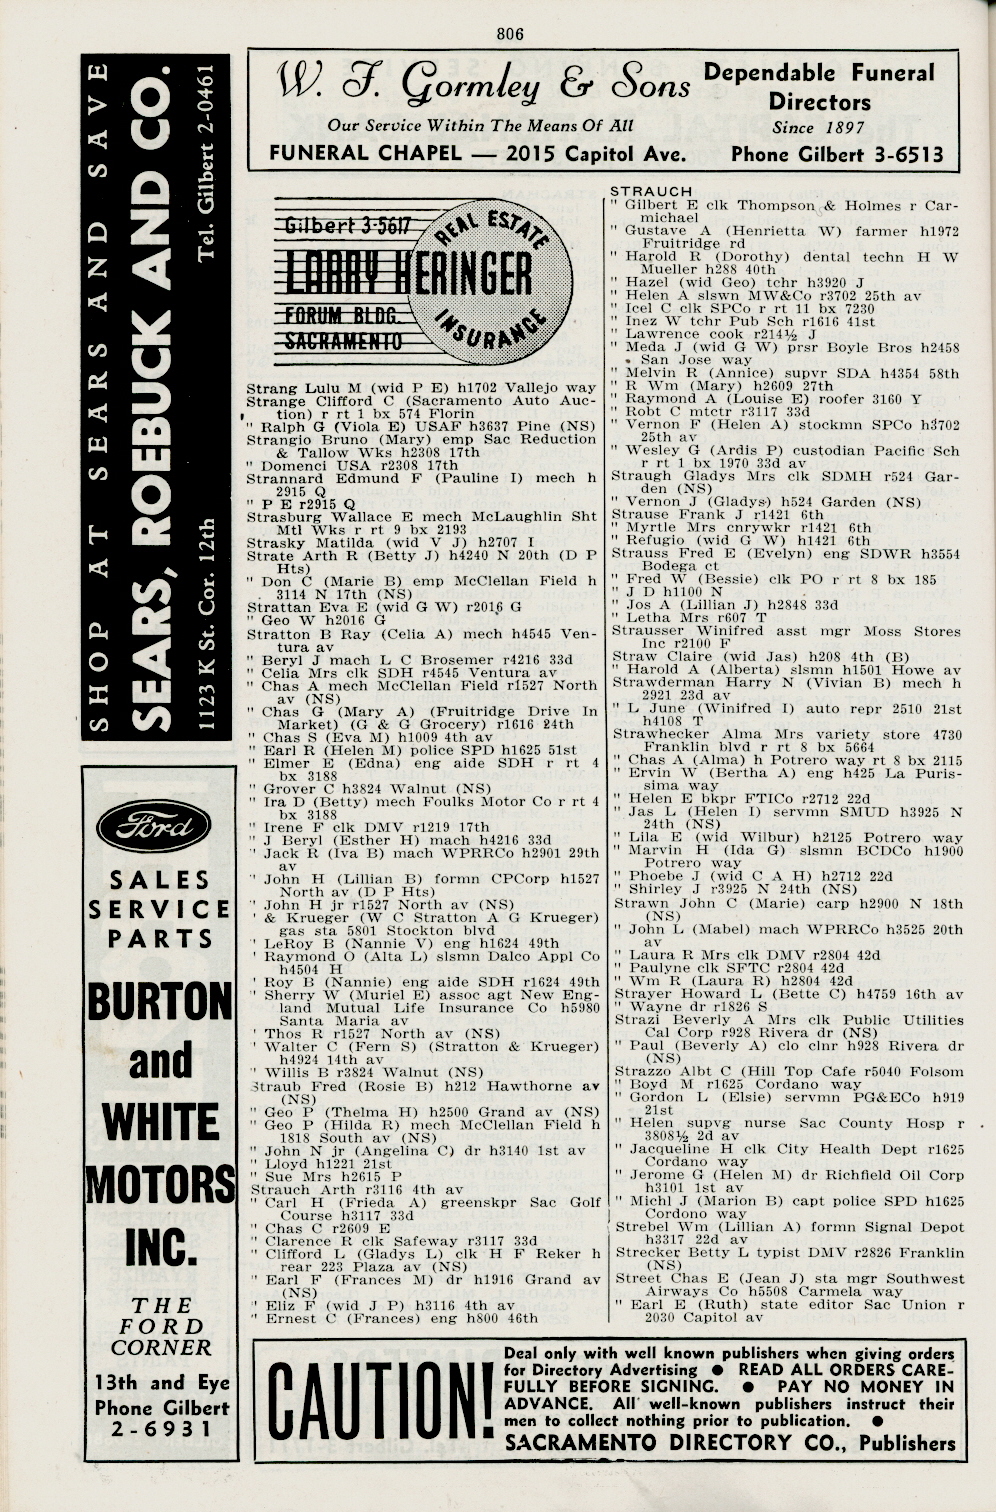 806
SHOP AT SEARS AND SAVE
SEARS, ROEBUCK AND CO.
1123 K St. Cor. 12th Tel. Gilbert 2-0461
W. F. Gormley & Sons
Our Service Within The Means Of All
Dependable Funeral
Directors
Since 1897
FUNERAL CHAPEL — 2015 Capitol Ave. Phone Gilbert 3-6513
Gilbert 3-5617
LARRY HERINGER
REAL ESTATE
INSURANCE
FORUM BLDG.
SACRAMENTO
Strang Lulu M (wid P E) h1702 Vallejo way
Strange Clifford C (Sacramento Auto Auc-
tion) r rt 1 bx 574 Florin
" Ralph G (Viola E) USAF h3637 Pine (NS)
Strangio Bruno (Mary) emp Sac Reduction
& Tallow Wks h2308 17th
" Domenci USA r2308 17th
Strannard Edmund F (Pauline I) mech h
2915 Q
" P E r2915 Q
Strasburg Wallace E mech McLaughlin Sht
Mtl Wks r rt 9 bx 2193
Strasky Matilda (wid V J) h2707 I
Strate Arth R (Betty J) h4240 N 20th (D P
Hts)
" Don C (Marie B) emp McClellan Field h
3114 N 17th (NS)
Strattan Eva E (wid G W) r2016 G
" Geo W h2016 G
Stratton B Ray (Celia A) mech h4545 Ven-
tura av
" Beryl J mach L C Brosemer r4216 33d
" Celia Mrs clk SDH r4545 Ventura av
" Chas A mech McClellan Field r1527 North
av (NS)
" Chas G (Mary A) (Fruitridge Drive In
Market) (G & G Grocery) r1616 24th
" Chas S (Eva M) h1009 4th av
" Earl R (Helen M) police SPD h1625 51st
" Elmer E (Edna) eng aide SDH r rt 4
bx 3188
" Grover C h3824 Walnut (NS)
" Ira D (Betty) mech Foulks Motor Co r rt 4
bx 3188
" Irene F clk DMV r1219 17th
" J Beryl (Esther H) mach h4216 33d
" Jack R (Iva B) mach WPRRCo h2901 29th
av
" John H (Lillian B) formn CPCorp h1527
North av (D P Hts)
" John H jr r1527 North av (NS)
' & Krueger (W C Stratton A G Krueger)
gas sta 5801 Stockton blvd
" LeRoy B (Nannie V) eng h1624 49th
' Raymond O (Alta L) slsmn Dalco Appl Co
h4504 H
' Roy B (Nannie) eng aide SDH r1624 49th
" Sherry W (Muriel E) assoc agt New Eng-
land Mutual Life Insurance Co h5980
Santa Maria av
' Thos R r1527 North av (NS)
' Walter C (Fern S) (Stratton & Krueger)
h4924 14th av
' Willis B r3824 Walnut (NS)
Straub Fred (Rosie B) h212 Hawthorne av
(NS)
" Geo P (Thelma H) h2500 Grand av (NS)
" Geo P (Hilda R) mech McClellan Field h
1818 South av (NS)
" John N jr (Angelina C) dr h3140 1st av
" Lloyd h1221 21st
" Sue Mrs h2615 P
Strauch Arth r3116 4th av
" Carl H (Frieda A) greenskpr Sac Golf
Course h3117 33d
" Chas C r2609 E
" Clarence R clk Safeway r3117 33d
" Clifford L (Gladys L) clk H F Reker h
rear 223 Plaza av (NS)
" Earl F (Frances M) dr h1916 Grand av
(NS)
" Eliz F (wid J P) h3116 4th av
" Ernest C (Frances) eng h800 46th
STRAUCH
" Gilbert E clk Thompson & Holmes r Car-
michael
" Gustave A (Henrietta W) farmer h1972
Fruitridge rd
" Harold R (Dorothy) dental techn H W
Mueller h288 40th
" Hazel (wid Geo) tchr h3920 J
" Helen A slswn MW&Co r3702 25th av
" Icel C clk SPCo r rt 11 bx 7230
" Inez W tchr Pub Sch r1616 41st
" Lawrence cook r214½ J
" Meda J (wid G W) prsr Boyle Bros h2458
San Jose way
" Melvin R (Annice) supvr SDA h4354 58th
" R Wm (Mary) h2609 27th
" Raymond A (Louise E) roofer 3160 Y
" Robt C mtctr r3117 33d
" Vernon F (Helen A) stockmn SPCo h3702
25th av
" Wesley G (Ardis P) custodian Pacific Sch
r rt 1 bx 1970 33d av
Straugh Gladys Mrs clk SDMH r524 Gar-
den (NS)
" Vernon J (Gladys) h524 Garden (NS)
Strause Frank J r1421 6th
" Myrtle Mrs cnrywkr r1421 6th
" Refugio (wid G W) h1421 6th
Strauss Fred E (Evelyn) eng SDWR h3554
Bodega ct
" Fred W (Bessie) clk PO r rt 8 bx 185
" J D h1100 N
" Jos A (Lillian J) h2848 33d
" Letha Mrs r607 T
Strausser Winifred asst mgr Moss Stores
Inc r2100 F
Straw Claire (wid Jas) h208 4th (B)
" Harold A (Alberta) slsmn h1501 Howe av
Strawderman Harry N (Vivian B) mech h
2921 23d av
" L June (Winifred I) auto repr 2510 21st
h4108 T
Strawhecker Alma Mrs variety store 4730
Franklin blvd r rt 8 bx 5664
" Chas A (Alma) h Potrero way rt 8 bx 2115
" Ervin W (Bertha A) eng h425 La Puris-
sima way
" Helen E bkpr FTICo r2712 22d
" Jas L (Helen I) servmn SMUD h3925 N
24th (NS)
" Lila E (wid Wilbur) h2125 Potrero way
" Marvin H (Ida G) slsmn BCDCo h1900
Potrero way
" Phoebe J (wid C A H) h2712 22d
" Shirley J r3925 N 24th (NS)
Strawn John C (Marie) carp h2900 N 18th
(NS)
" John L (Mabel) mach WPRRCo h3525 20th
av
" Laura R Mrs clk DMV r2804 42d
" Paulyne clk SFTC r2804 42d
" Wm R (Laura R) h2804 42d
Strayer Howard L (Bette C) h4759 16th av
" Wayne dr r1826 S
Strazi Beverly A Mrs clk Public Utilities
Cal Corp r928 Rivera dr (NS)
" Paul (Beverly A) clo clnr h928 Rivera dr
(NS)
Strazzo Albt C (Hill Top Cafe r5040 Folsom
" Boyd M r1625 Cordano way
" Gordon L (Elsie) servmn PG&ECo h919
21st
" Helen supvg nurse Sac County Hosp r
3808½ 2d av
" Jacqueline H clk City Health Dept r1625
Cordano way
" Jerome G (Helen M) dr Richfield Oil Corp
h3101 1st av
" Michl J (Marion B) capt police SPD h1625
Cordono way
Strebel Wm (Lillian A) formn Signal Depot
h3317 22d av
Strecker Betty L typist DMV r2826 Franklin
(NS)
Street Chas E (Jean J) sta mgr Southwest
Airways Co h5508 Carmela way
" Earl E (Ruth) state editor Sac Union r
2030 Capitol av
Ford
SALES
SERVICE
PARTS
BURTON
and
WHITE
MOTORS
INC.
THE
FORD
CORNER
13th and Eye
Phone Gilbert
2-6931
CAUTION!
Deal only with well known publishers when giving orders
for Directory Advertising ● READ ALL ORDERS CARE-
FULLY BEFORE SIGNING. ● PAY NO MONEY IN
ADVANCE. All well-known publishers instruct their
men to collect nothing prior to publication. ●
SACRAMENTO DIRECTORY CO., Publishers